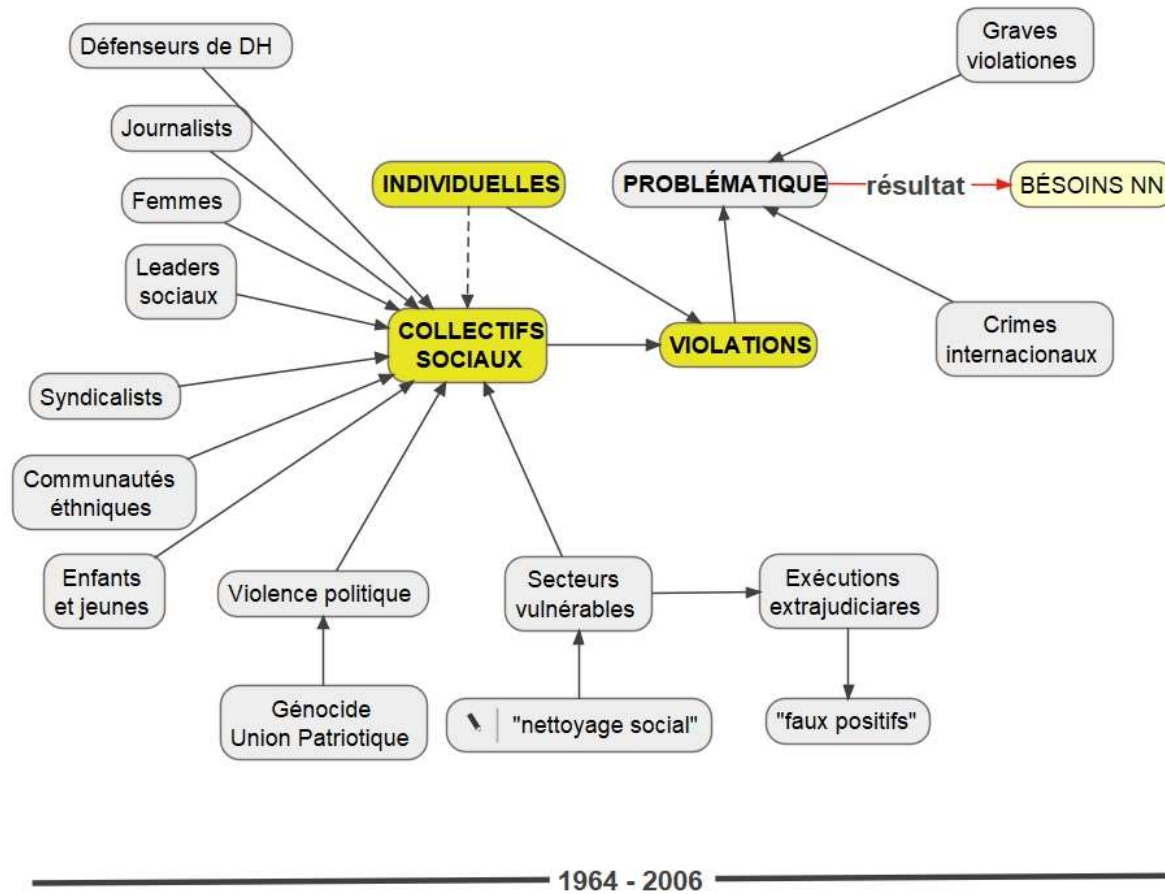 Défenseurs de DH
Graves
violationes
Journalists
INDIVIDUELLES
PROBLÉMATIQUE
résultat
BÉSOINS NN
Femmes
Leaders
sociaux
COLLECTIFS
SOCIAUX
VIOLATIONS
Crimes
internacionaux
Syndicalists
Communautés
éthniques
Enfants
et jeunes
Violence politique
Secteurs
vulnérables
Exécutions
extrajudiciares
Génocide
Union Patriotique
"nettoyage social"
"faux positifs"
1964 - 2006